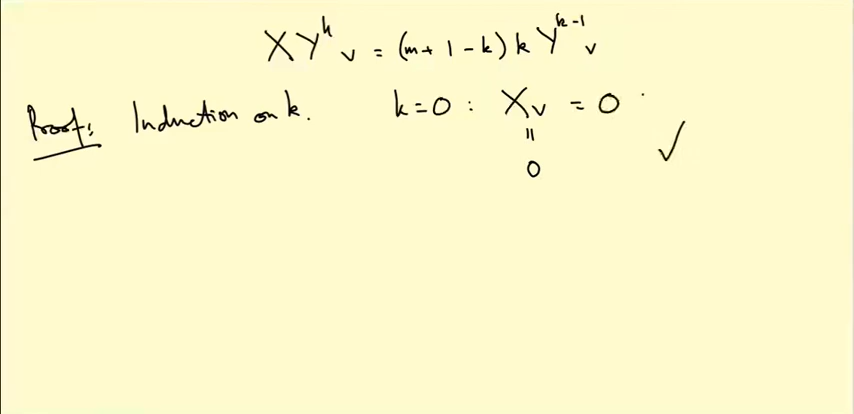 XY^k v = (m+1-k) k Y^{k-1} v
Proof: Induction on k. k=0 : Xv = 0 ✓
=
0